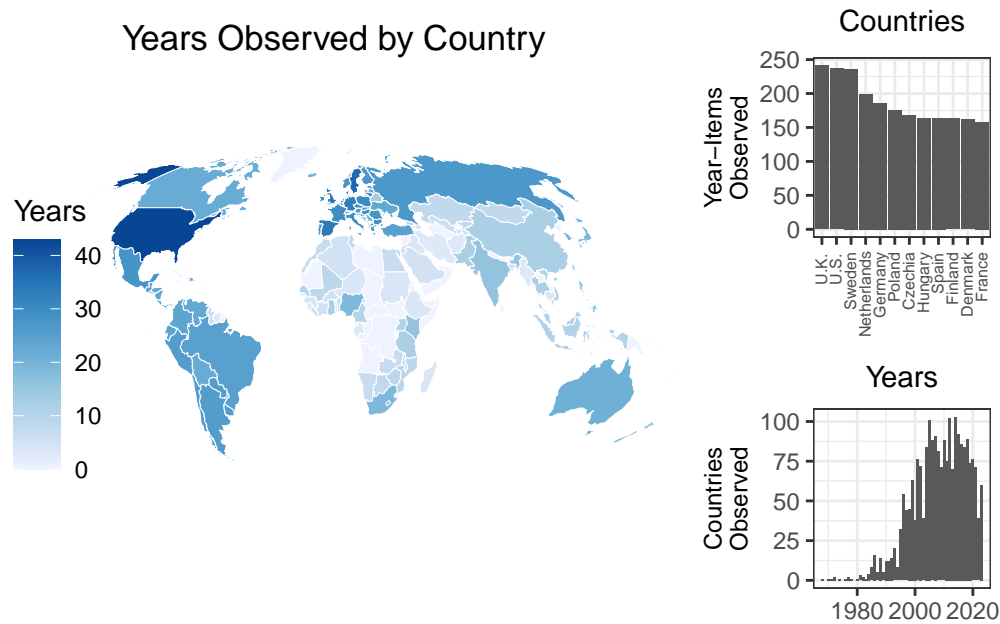 Years Observed by Country
Years
40
30
20
10
0
Countries
Year−Items
Observed
250
200
150
100
50
0
U.K.
U.S.
Sweden
Netherlands
Germany
Poland
Czechia
Hungary
Spain
Finland
Denmark
France
Years
Countries
Observed
100
75
50
25
0
1980 2000 2020